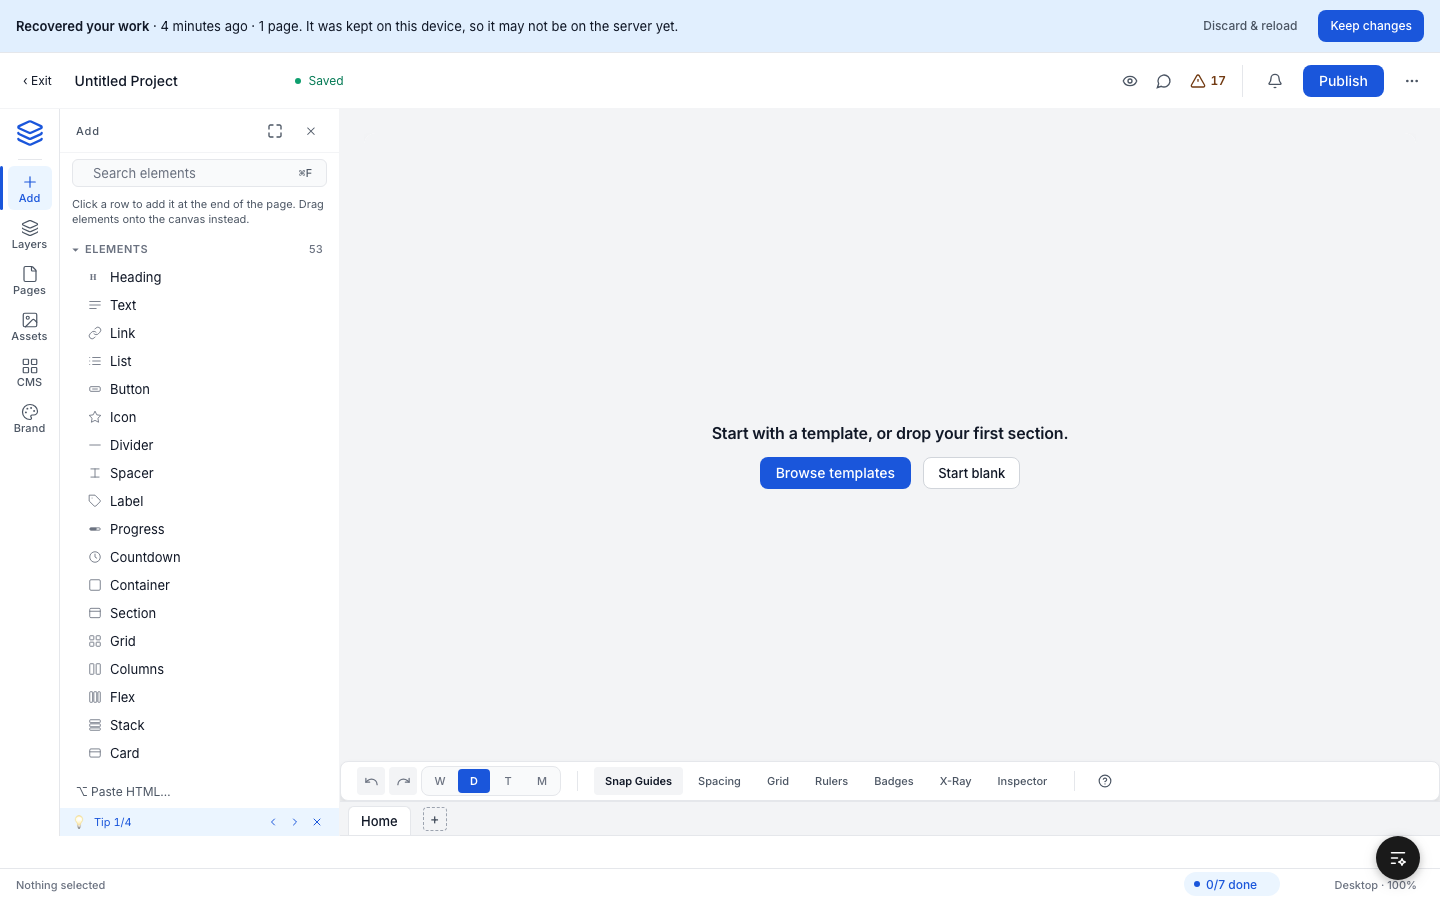 Recovered your work · 4 minutes ago · 1 page. It was kept on this device, so it may not be on the server yet.
Discard & reload
Keep changes
‹ Exit
Untitled Project
Saved
17
Publish
Add
Search elements
⌘F
Click a row to add it at the end of the page. Drag
elements onto the canvas instead.
ELEMENTS
53
Heading
Text
Link
List
Button
Icon
Divider
Spacer
Label
Progress
Countdown
Container
Section
Grid
Columns
Flex
Stack
Card
⌥ Paste HTML...
Tip 1/4
Add
Layers
Pages
Assets
CMS
Brand
Start with a template, or drop your first section.
Browse templates
Start blank
W
D
T
M
Snap Guides
Spacing
Grid
Rulers
Badges
X-Ray
Inspector
Home
+
Nothing selected
0/7 done
Desktop · 100%